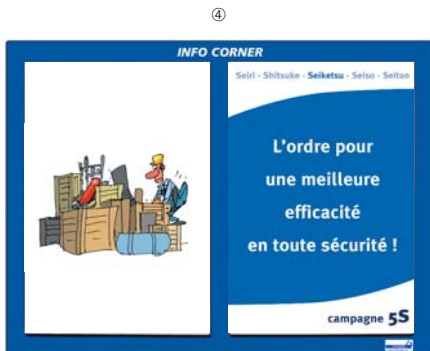 ④
INFO CORNER
Seiri - Shitsuke - Seiketsu - Seiso - Seiton
L'ordre pour
une meilleure
efficacité
en toute sécurité !
campagne 5S